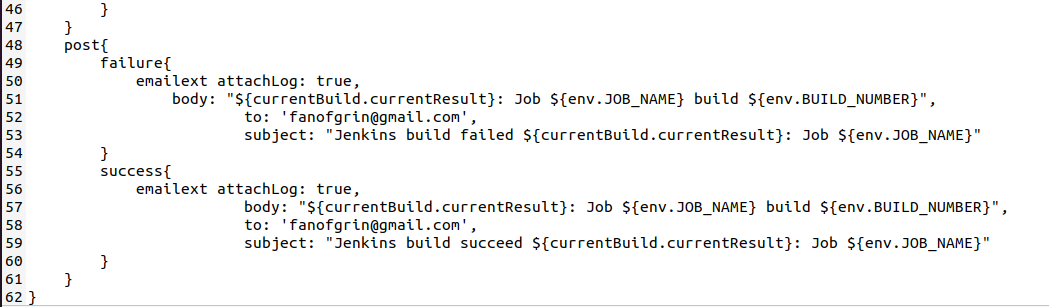 46         }
47     }
48     post{
49         failure{
50             emailext attachLog: true,
51                 body: "${currentBuild.currentResult}: Job ${env.JOB_NAME} build ${env.BUILD_NUMBER}",
52                         to: 'fanofgrin@gmail.com',
53                         subject: "Jenkins build failed ${currentBuild.currentResult}: Job ${env.JOB_NAME}"
54         }
55         success{
56             emailext attachLog: true,
57                         body: "${currentBuild.currentResult}: Job ${env.JOB_NAME} build ${env.BUILD_NUMBER}",
58                         to: 'fanofgrin@gmail.com',
59                         subject: "Jenkins build succeed ${currentBuild.currentResult}: Job ${env.JOB_NAME}"
60         }
61     }
62 }